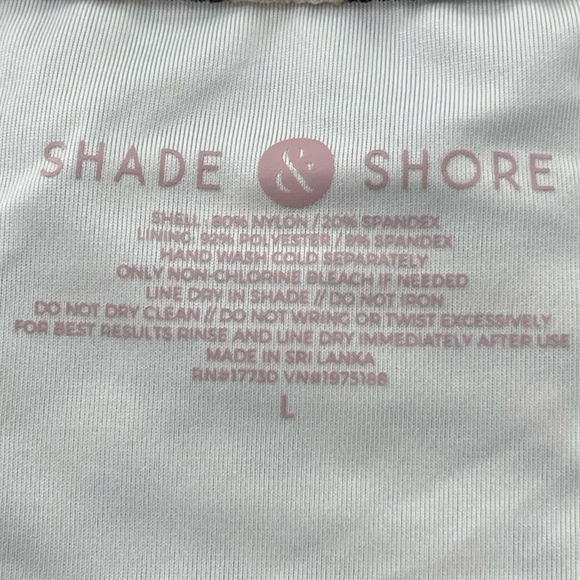 SHADE & SHORE
SHELL : 80% NYLON / 20% SPANDEX
LINING: 92% POLYESTER / 8% SPANDEX
HAND WASH COLD SEPARATELY
ONLY NON-CHLORINE BLEACH IF NEEDED
LINE DRY IN SHADE // DO NOT IRON
DO NOT DRY CLEAN // DO NOT WRING OR TWIST EXCESSIVELY
FOR BEST RESULTS RINSE AND LINE DRY IMMEDIATELY AFTER USE
MADE IN SRI LANKA
RN#17730 VN#1975188
L